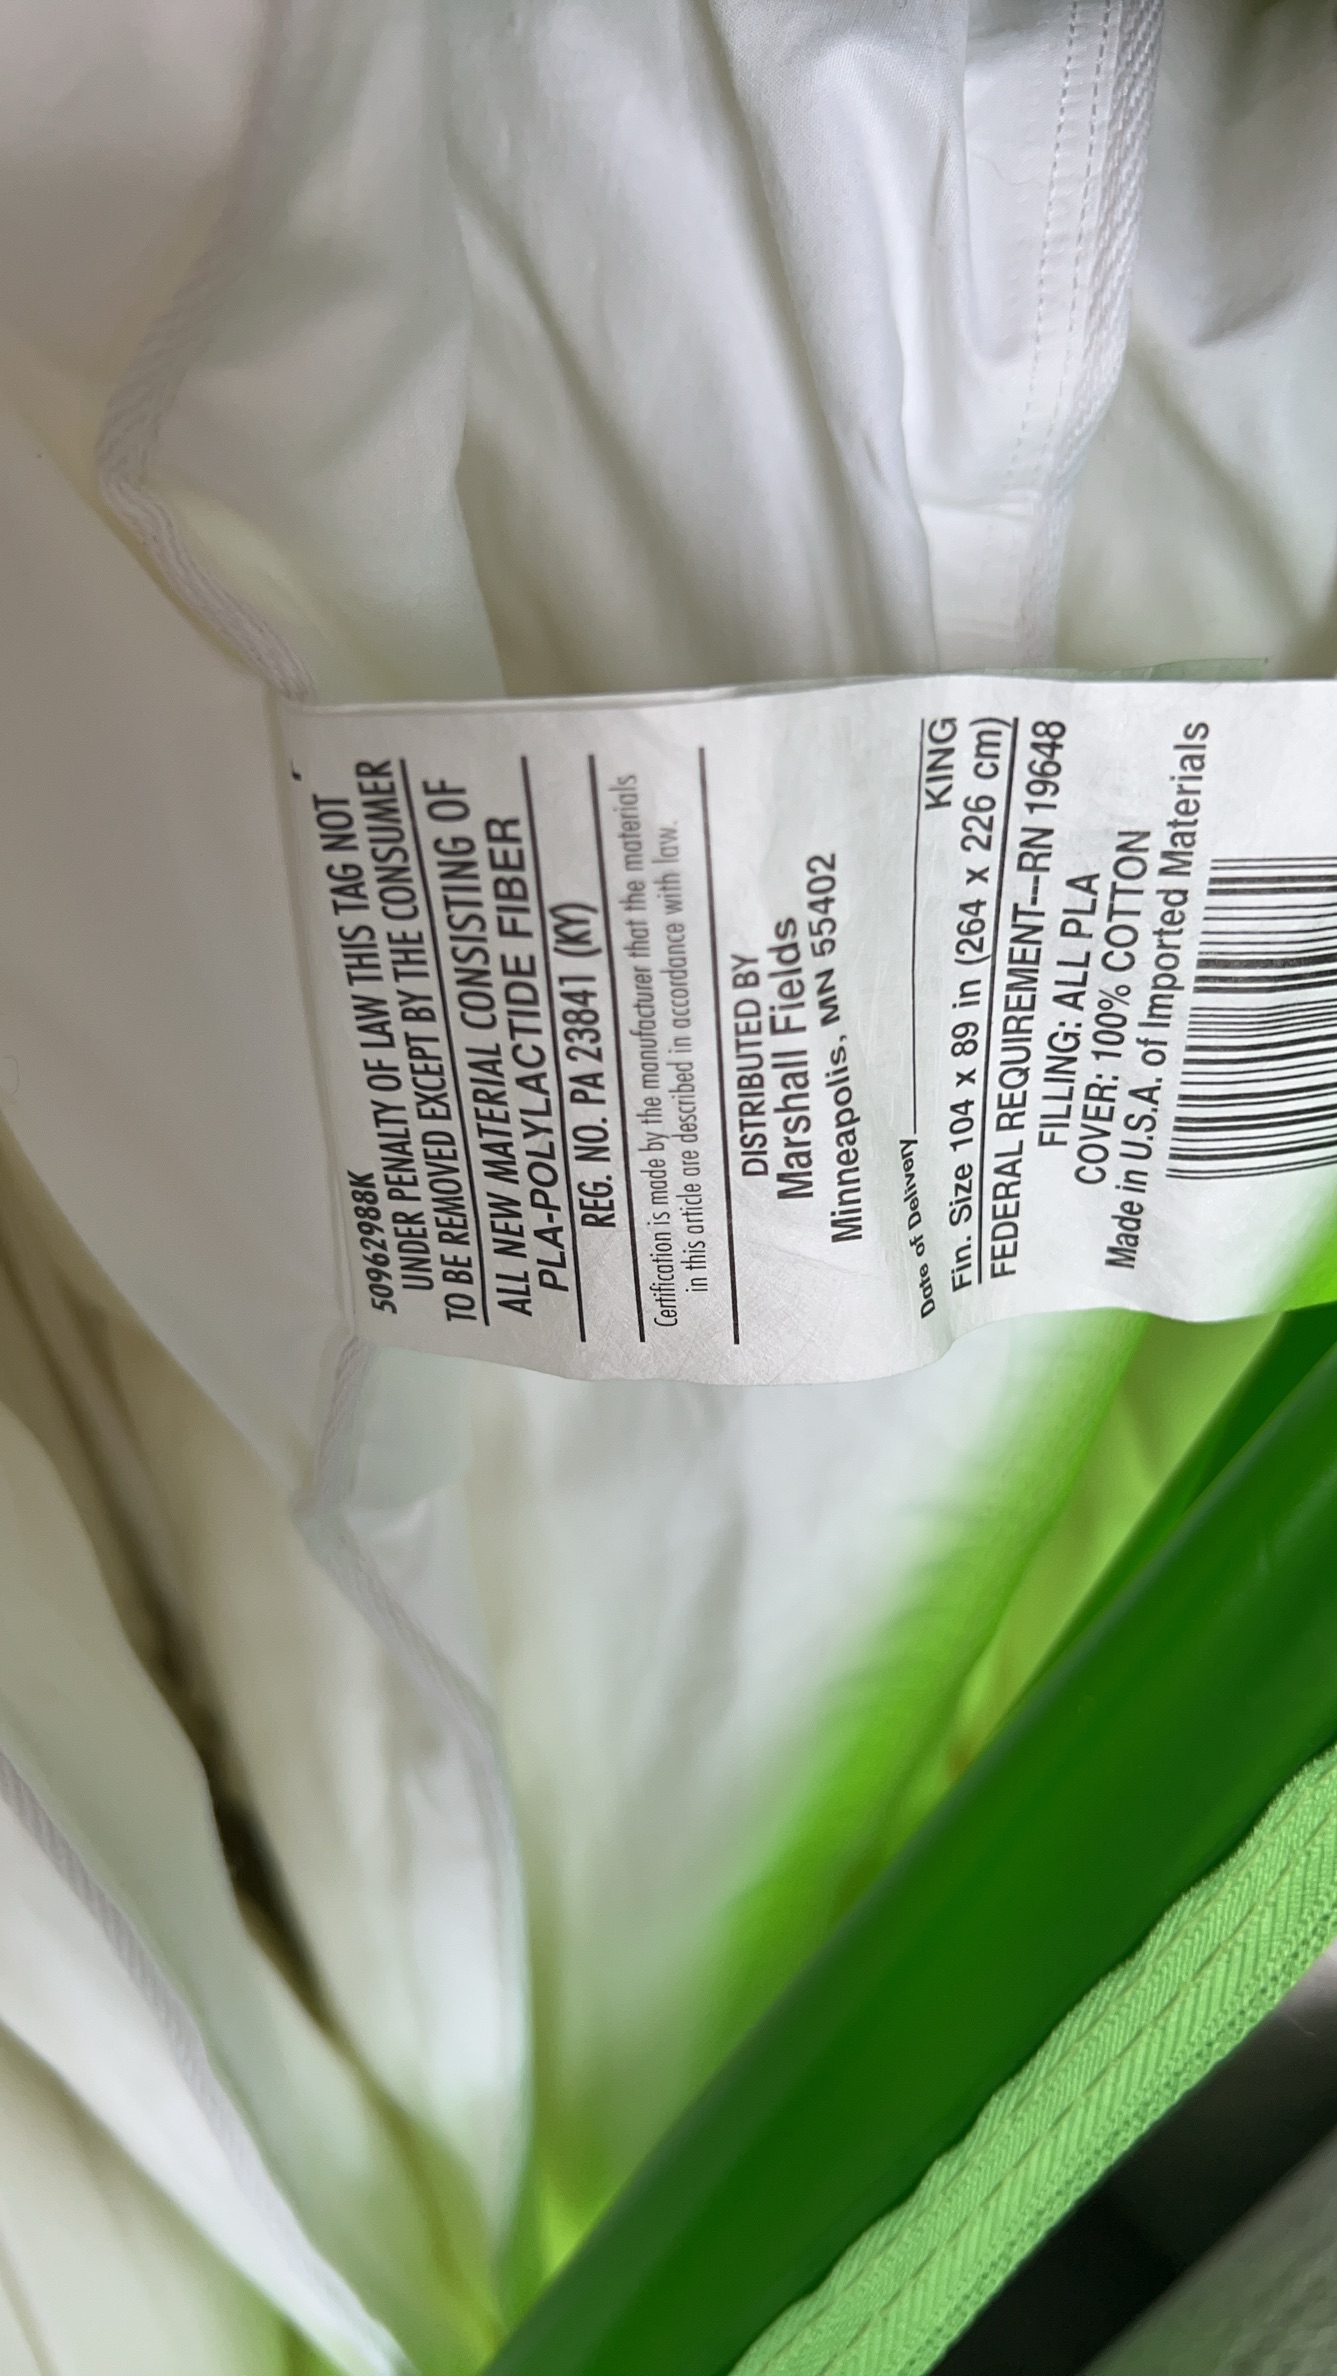 50962988K
UNDER PENALTY OF LAW THIS TAG NOT
TO BE REMOVED EXCEPT BY THE CONSUMER
ALL NEW MATERIAL CONSISTING OF
PLA-POLYLACTIDE FIBER
REG. NO. PA 23841 (KY)
Certification is made by the manufacturer that the materials
in this article are described in accordance with law.
DISTRIBUTED BY
Marshall Fields
Minneapolis, MN 55402
Date of Delivery
KING
Fin. Size 104 x 89 in (264 x 226 cm)
FEDERAL REQUIREMENT---RN 19648
FILLING: ALL PLA
COVER: 100% COTTON
Made in U.S.A. of Imported Materials